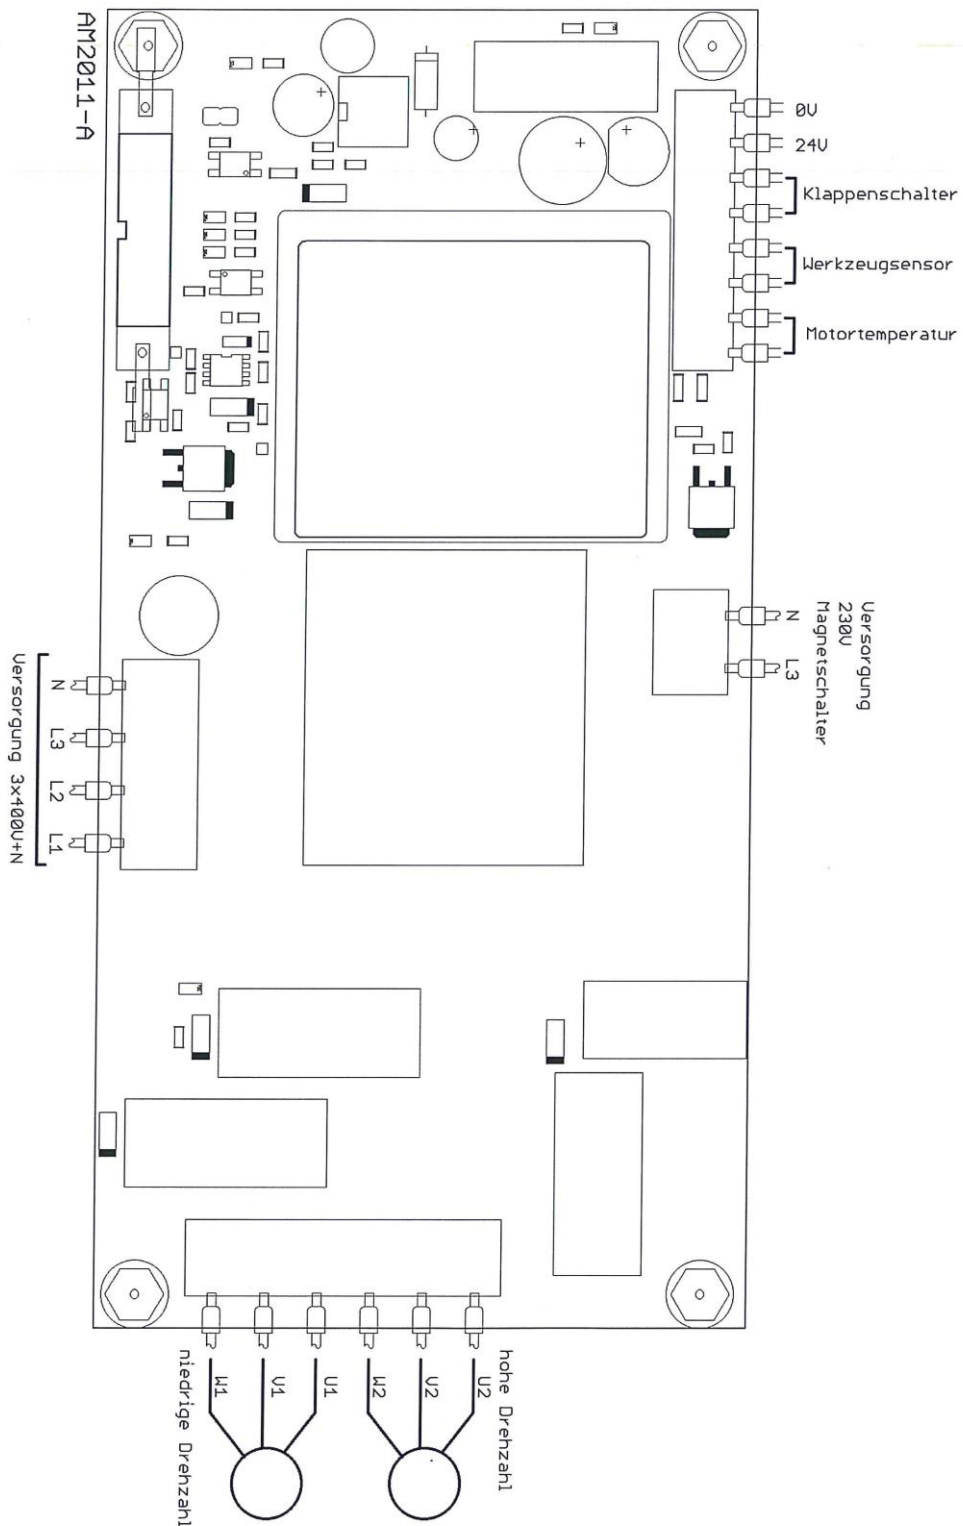 AM2011-A
0V
24V
Klappenschalter
Werkzeugsensor
Motortemperatur
Versorgung
230V
Magnetschalter
N
L3
N
L3
L2
L1
Versorgung 3x400V+N
W1
V1
U1
W2
V2
U2
niedrige Drehzahl
hohe Drehzahl